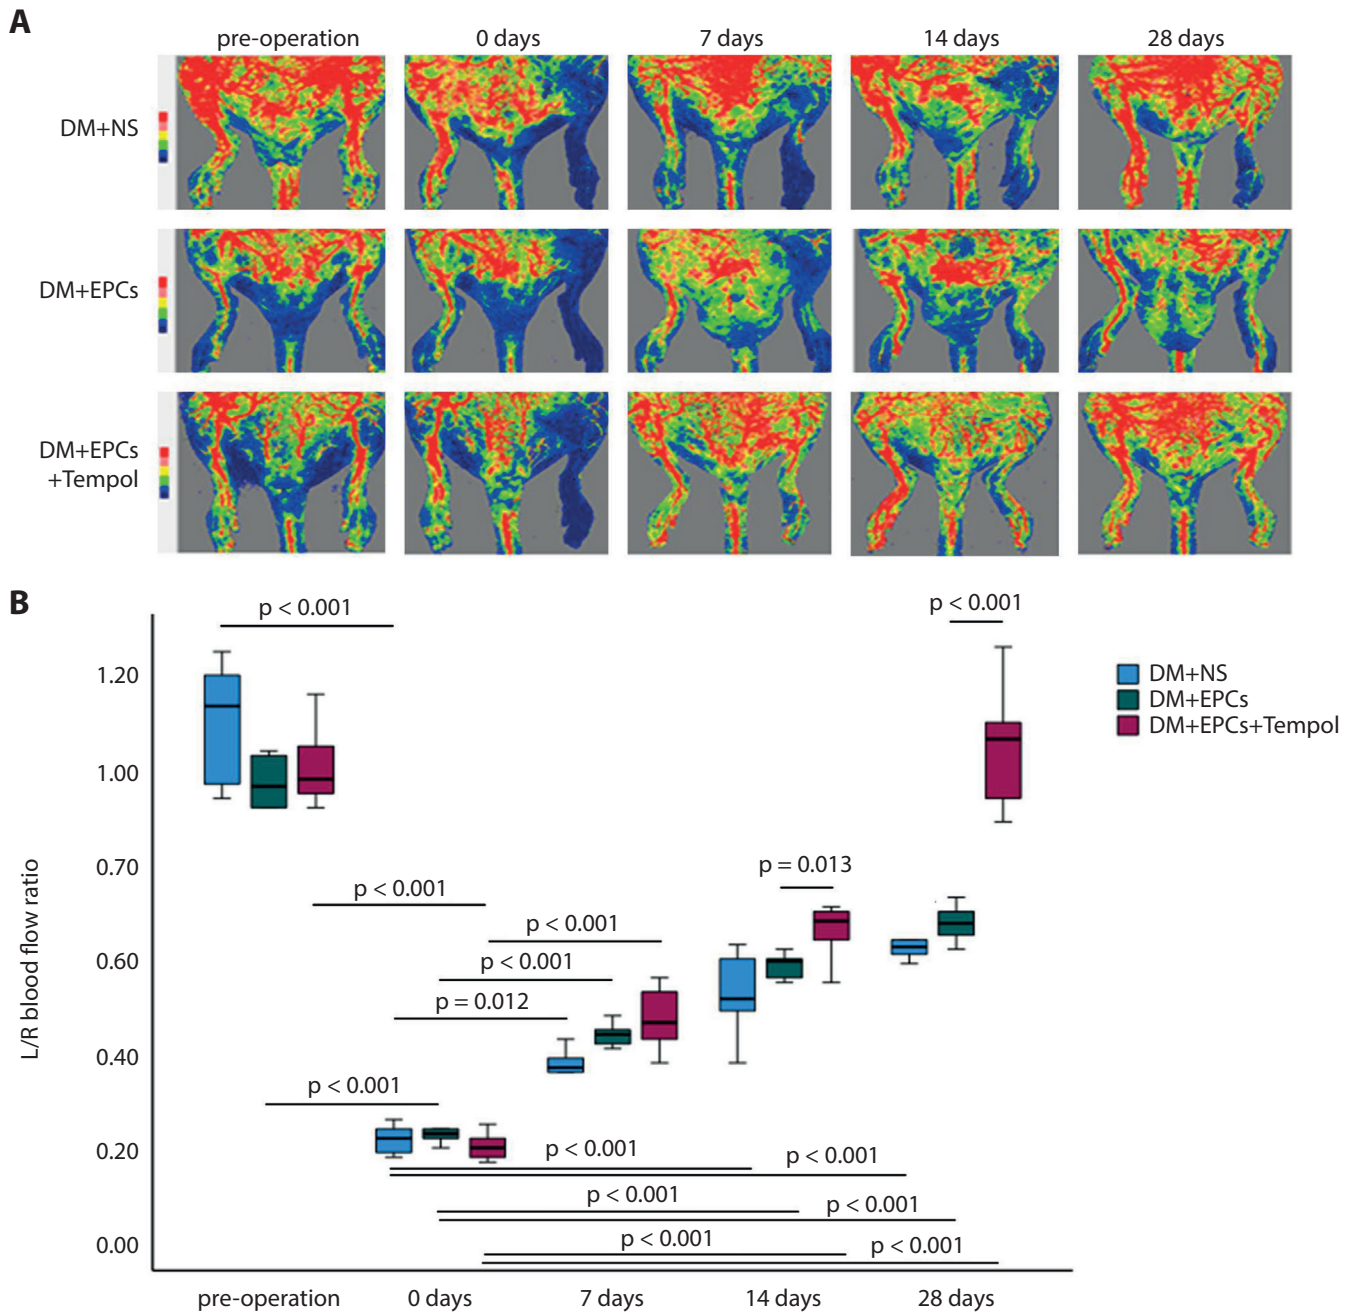 A
pre-operation 0 days 7 days 14 days 28 days
DM+NS
DM+EPCs
DM+EPCs
+Tempol
B
p < 0.001
p < 0.001
1.20
DM+NS
DM+EPCs
DM+EPCs+Tempol
1.00
0.70
p = 0.013
p < 0.001
p < 0.001
0.60
p < 0.001
p = 0.012
L/R blood flow ratio
0.40
p < 0.001
0.20
p < 0.001
p < 0.001
p < 0.001
p < 0.001
0.00
p < 0.001
p < 0.001
pre-operation 0 days 7 days 14 days 28 days